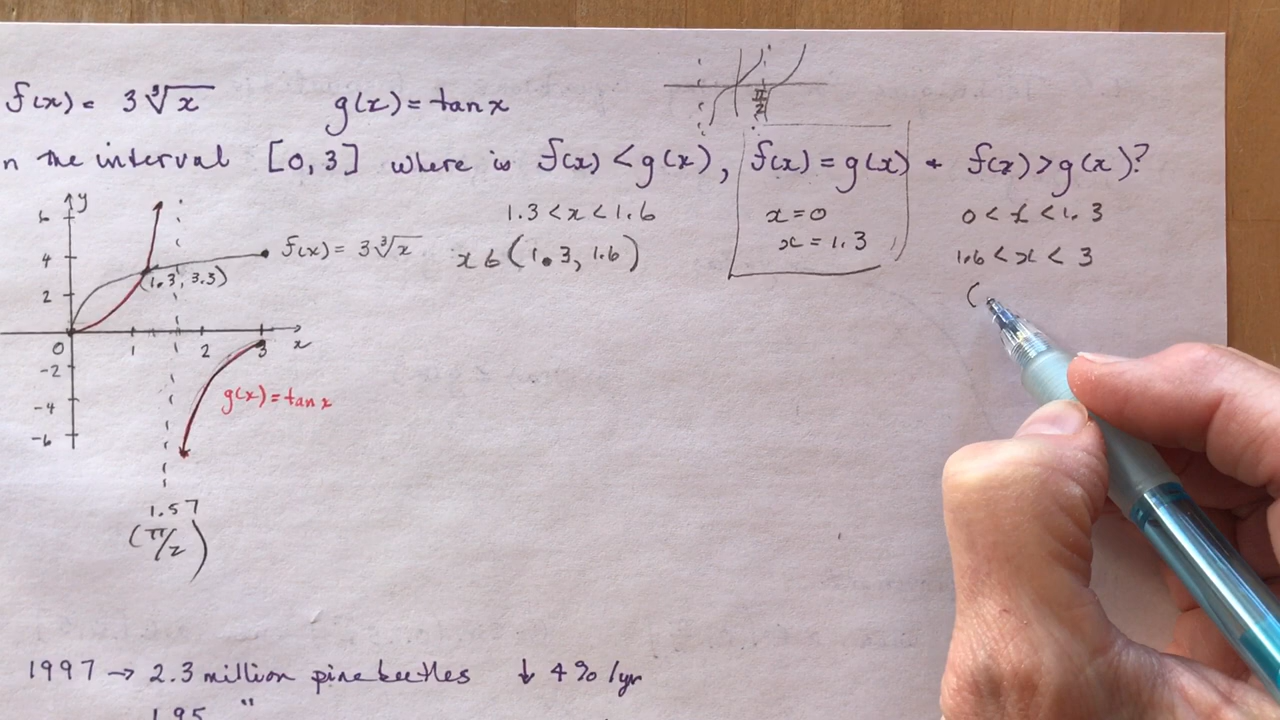 f(x) = 3∛x g(x) = tan x
n the interval [0, 3] where is f(x) < g(x), f(x) = g(x) + f(x) > g(x)?
π/2
1.3 < x < 1.6
x = 0
0 < x < 1.3
x ∈ (1.3, 1.6)
x = 1.3
1.6 < x < 3
(
y
6
4
2
0
-2
-4
-6
1
2
3
x
f(x) = 3∛x
(1.3, 3.3)
g(x) = tan x
1.57
(π/2)
1997 → 2.3 million pine beetles ↓ 4% / yr
1.95 "